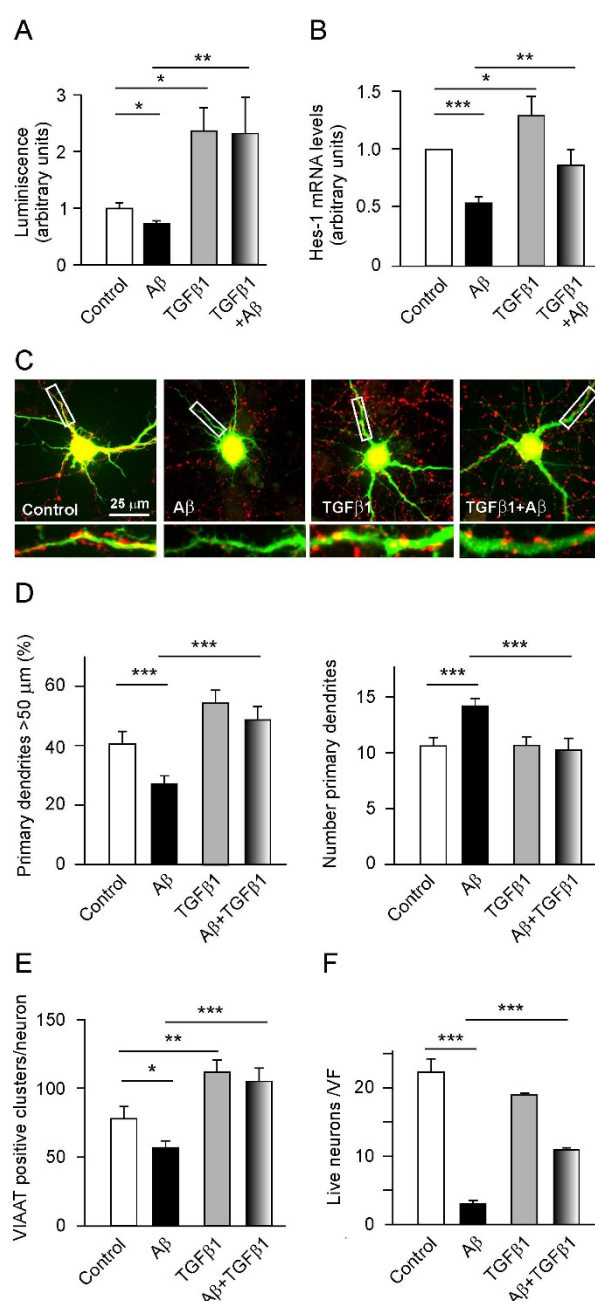 A
Luminiscence
(arbitrary units)
3
2
1
0
*
*
**
Control
Aβ
TGFβ1
TGFβ1
+Aβ
B
Hes-1 mRNA levels
(arbitrary units)
1.5
1.0
0.5
0
***
*
**
Control
Aβ
TGFβ1
TGFβ1
+Aβ
C
Control
25 μm
Aβ
TGFβ1
TGFβ1+Aβ
D
Primary dendrites >50 μm (%)
60
40
20
0
***
***
Control
Aβ
TGFβ1
Aβ+TGFβ1
Number primary dendrites
15
10
5
0
***
***
Control
Aβ
TGFβ1
Aβ+TGFβ1
E
VIAAT positive clusters/neuron
150
100
50
0
***
**
*
Control
Aβ
TGFβ1
Aβ+TGFβ1
F
Live neurons /VF
20
10
0
***
***
Control
Aβ
TGFβ1
Aβ+TGFβ1